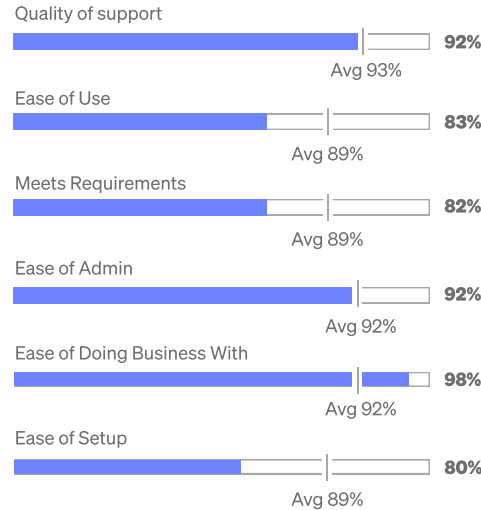 Quality of support
92%
Avg 93%
Ease of Use
83%
Avg 89%
Meets Requirements
82%
Avg 89%
Ease of Admin
92%
Avg 92%
Ease of Doing Business With
98%
Avg 92%
Ease of Setup
80%
Avg 89%